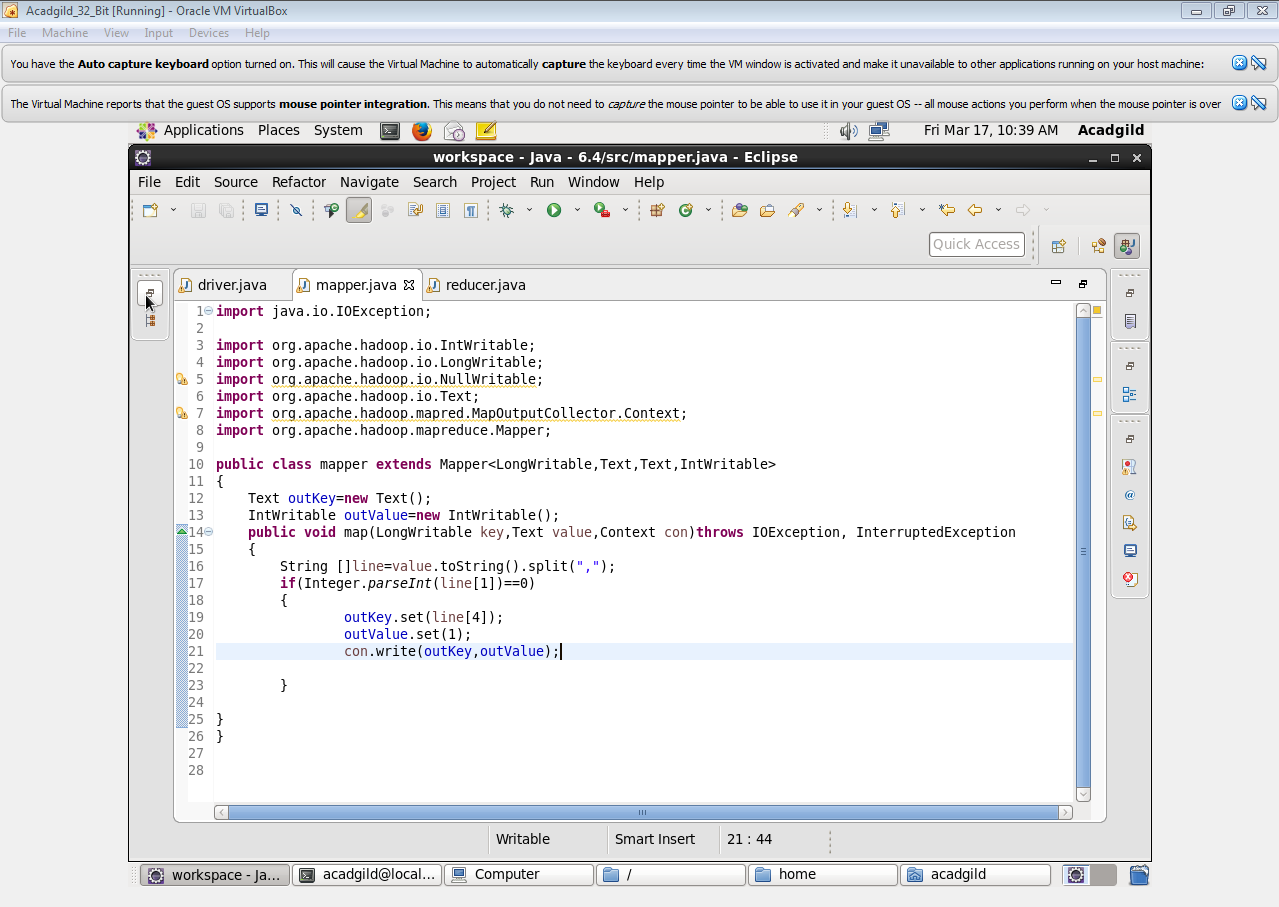 Acadgild_32_Bit [Running] - Oracle VM VirtualBox
File Machine View Input Devices Help
You have the Auto capture keyboard option turned on. This will cause the Virtual Machine to automatically capture the keyboard every time the VM window is activated and make it unavailable to other applications running on your host machine:
The Virtual Machine reports that the guest OS supports mouse pointer integration. This means that you do not need to capture the mouse pointer to be able to use it in your guest OS -- all mouse actions you perform when the mouse pointer is over
Applications Places System Fri Mar 17, 10:39 AM Acadgild
workspace - Java - 6.4/src/mapper.java - Eclipse
File Edit Source Refactor Navigate Search Project Run Window Help
Quick Access
driver.java mapper.java reducer.java
1 import java.io.IOException;
2
3 import org.apache.hadoop.io.IntWritable;
4 import org.apache.hadoop.io.LongWritable;
5 import org.apache.hadoop.io.NullWritable;
6 import org.apache.hadoop.io.Text;
7 import org.apache.hadoop.mapred.MapOutputCollector.Context;
8 import org.apache.hadoop.mapreduce.Mapper;
9
10 public class mapper extends Mapper<LongWritable,Text,Text,IntWritable>
11 {
12 Text outKey=new Text();
13 IntWritable outValue=new IntWritable();
14 public void map(LongWritable key,Text value,Context con)throws IOException, InterruptedException
15 {
16 String []line=value.toString().split(",");
17 if(Integer.parseInt(line[1])==0)
18 {
19 outKey.set(line[4]);
20 outValue.set(1);
21 con.write(outKey,outValue);
22
23 }
24
25 }
26 }
27
28
Writable Smart Insert 21 : 44
workspace - Ja... acadgild@local... Computer / home acadgild